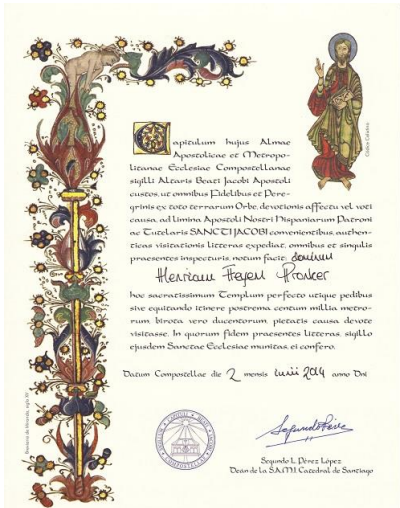 Capitulum hujus Almae
Apostolicae et Metropo-
litanae Ecclesiae Compostellanae
sigilli Altaris Beati Jacobi Apostoli
custos, ut omnibus Fidelibus et Pere-
grinis ex toto terrarum Orbe, devotionis affectu vel voti
causa, ad limina Apostoli Nostri Hispaniarum Patroni
ac Tutelaris SANCTI JACOBI convenientibus, authen-
ticas visitationis litteras expediat, omnibus et singulis
praesentes inspecturis, notum facit: dominum
hoc sacratissimum Templum perfecto itinere pedibus
sive equitando itinere postrema centum millia metro-
rum, birota vero ducentorum, pietatis causa devote
visitasse. In quorum fidem praesentes litteras, sigillo
ejusdem Sanctae Ecclesiae munitas, ei confero.
Datum Compostellae die 2 mensis iunii 2014 anno Dni
Segundo L. Pérez López
Deán de la S.A.M.I. Catedral de Santiago
Códice Calixtino